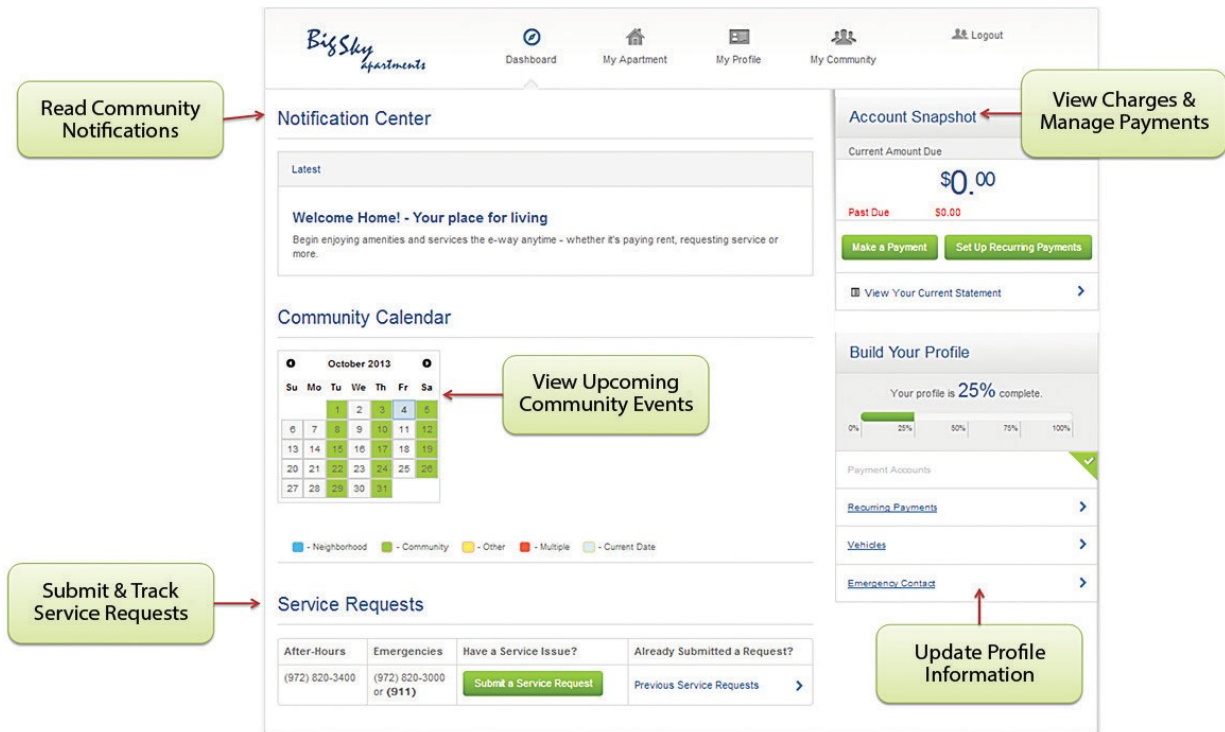 Big Sky
apartments
Dashboard
My Apartment
My Profile
My Community
Logout
Read Community
Notifications
Notification Center
Latest
Welcome Home! - Your place for living
Begin enjoying amenities and services the e-way anytime - whether it's paying rent, requesting service or
more.
Account Snapshot
View Charges &
Manage Payments
Current Amount Due
$0.00
Past Due $0.00
Make a Payment
Set Up Recurring Payments
View Your Current Statement
Community Calendar
October 2013
Su Mo Tu We Th Fr Sa
1 2 3 4 5
6 7 8 9 10 11 12
13 14 15 16 17 18 19
20 21 22 23 24 25 26
27 28 29 30 31
View Upcoming
Community Events
- Neighborhood - Community - Other - Multiple - Current Date
Build Your Profile
Your profile is 25% complete.
0% 25% 50% 75% 100%
Payment Accounts
Recurring Payments
Vehicles
Emergency Contact
Update Profile
Information
Submit & Track
Service Requests
Service Requests
After-Hours Emergencies Have a Service Issue? Already Submitted a Request?
(972) 820-3400 (972) 820-3000 Submit a Service Request Previous Service Requests
or (911)